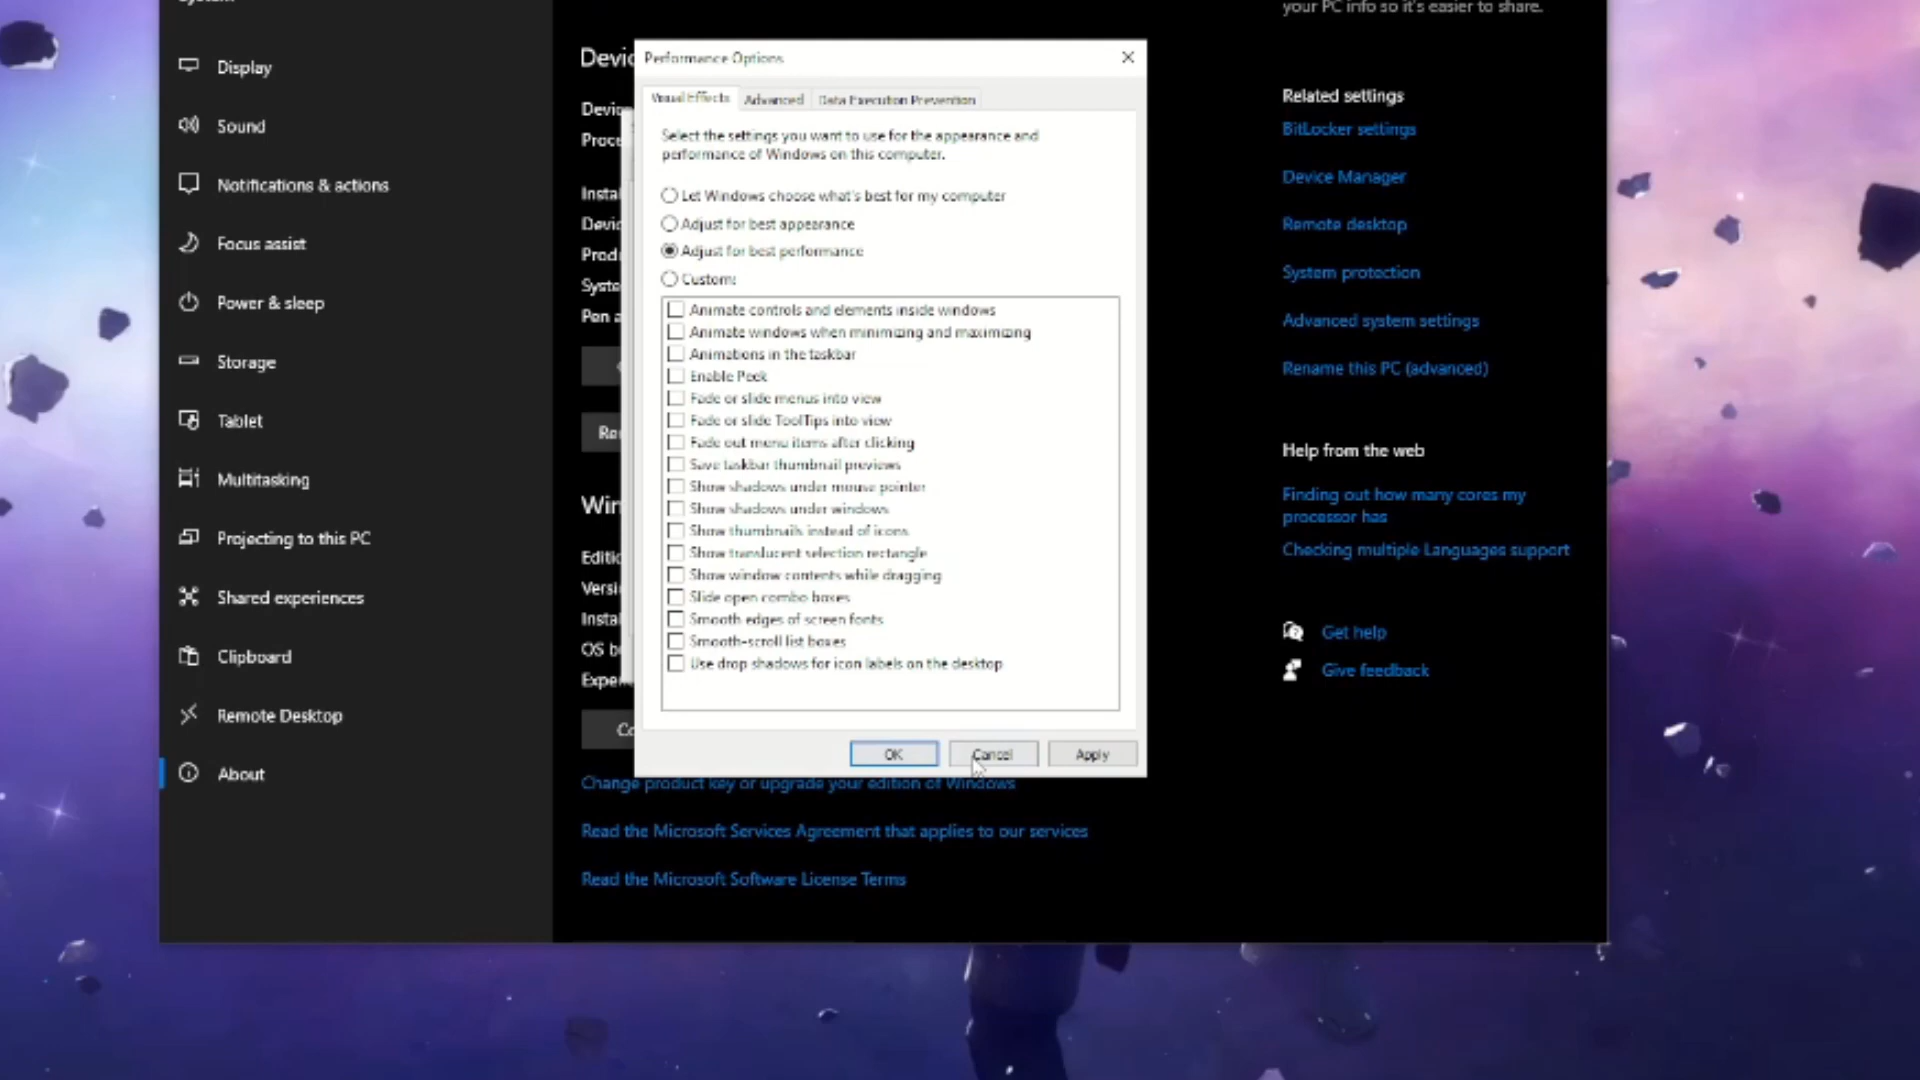 Display
Sound
Notifications & actions
Focus assist
Power & sleep
Storage
Tablet
Multitasking
Projecting to this PC
Shared experiences
Clipboard
Remote Desktop
About
Performance Options
Visual Effects
Advanced
Data Execution Prevention
Select the settings you want to use for the appearance and
performance of Windows on this computer.
Let Windows choose what's best for my computer
Adjust for best appearance
Adjust for best performance
Custom:
Animate controls and elements inside windows
Animate windows when minimizing and maximizing
Animations in the taskbar
Enable Peek
Fade or slide menus into view
Fade or slide ToolTips into view
Fade out menu items after clicking
Save taskbar thumbnail previews
Show shadows under mouse pointer
Show shadows under windows
Show thumbnails instead of icons
Show translucent selection rectangle
Show window contents while dragging
Slide open combo boxes
Smooth edges of screen fonts
Smooth-scroll list boxes
Use drop shadows for icon labels on the desktop
OK
Cancel
Apply
Change product key or upgrade your edition of Windows
Read the Microsoft Services Agreement that applies to our services
Read the Microsoft Software License Terms
your PC info so it's easier to share.
Related settings
BitLocker settings
Device Manager
Remote desktop
System protection
Advanced system settings
Rename this PC (advanced)
Help from the web
Finding out how many cores my
processor has
Checking multiple Languages support
Get help
Give feedback